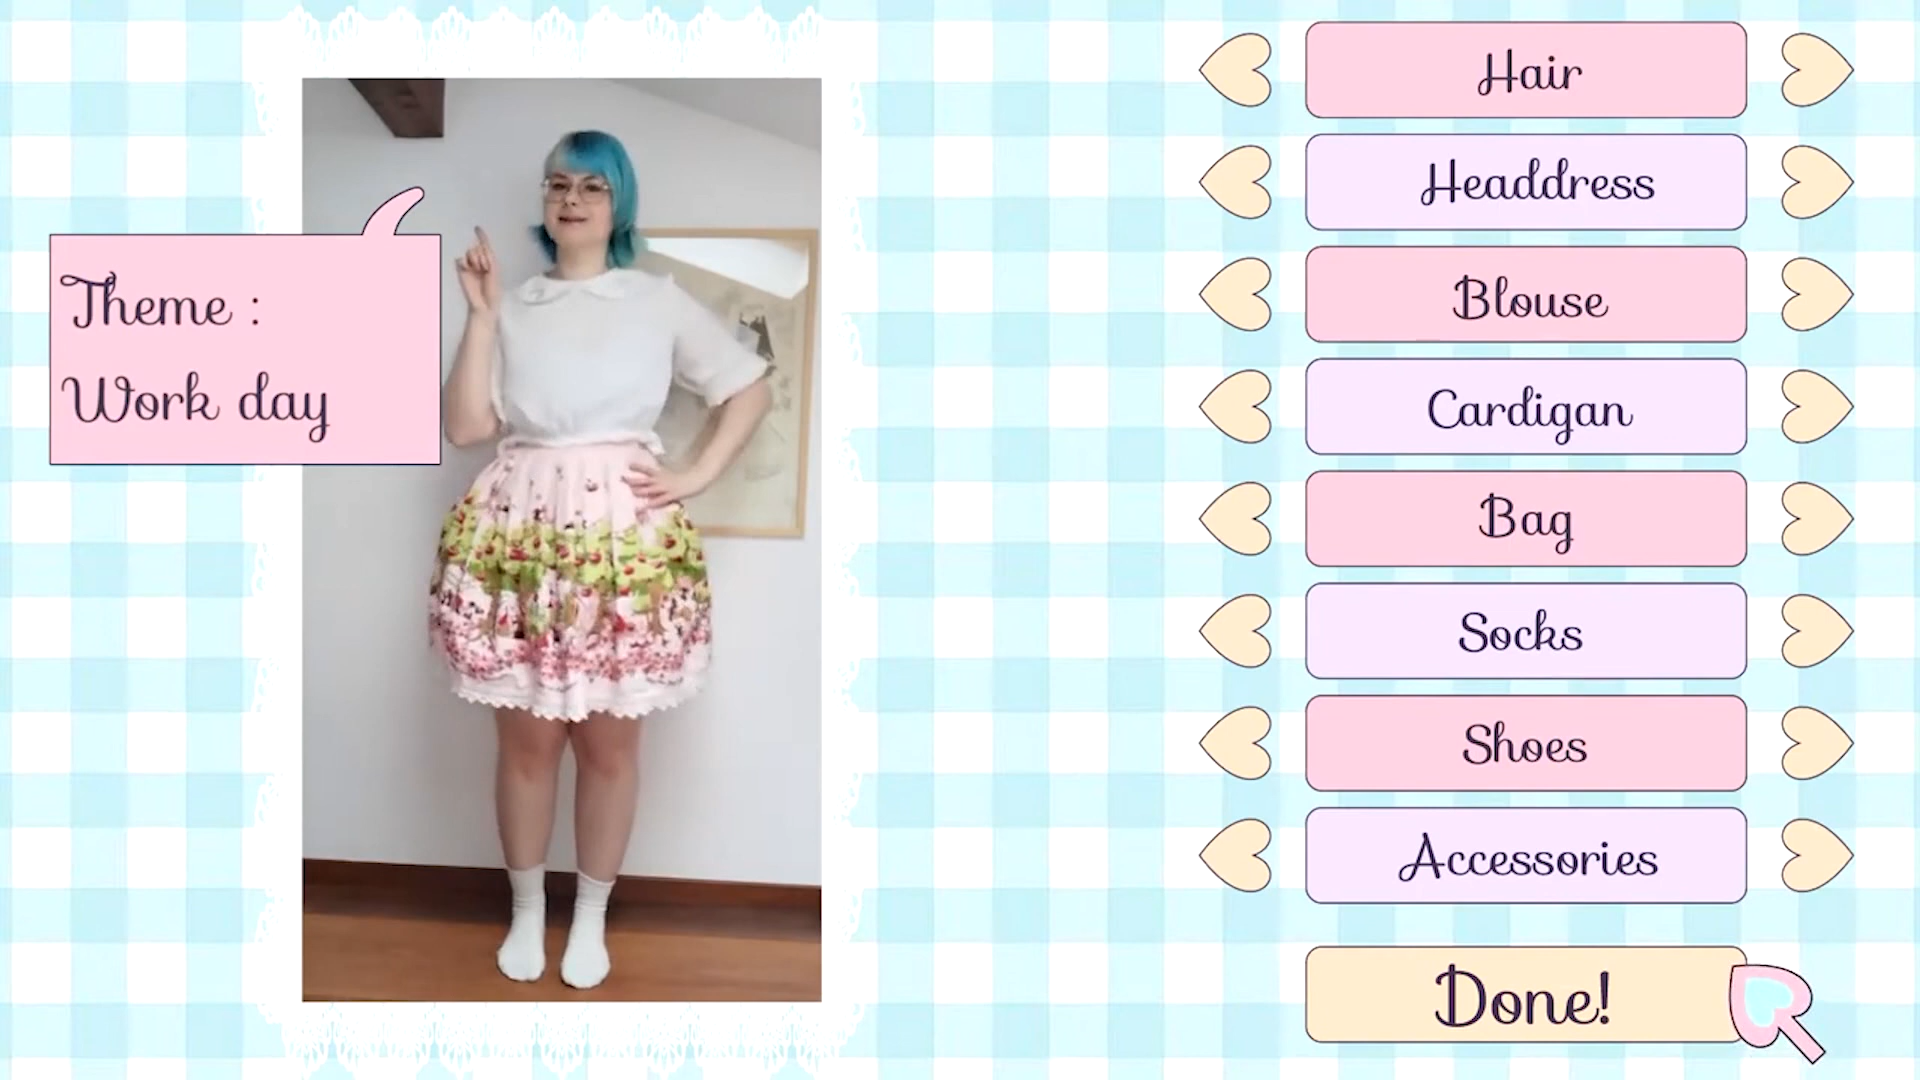 Theme :
Work day
Hair
Headdress
Blouse
Cardigan
Bag
Socks
Shoes
Accessories
Done!